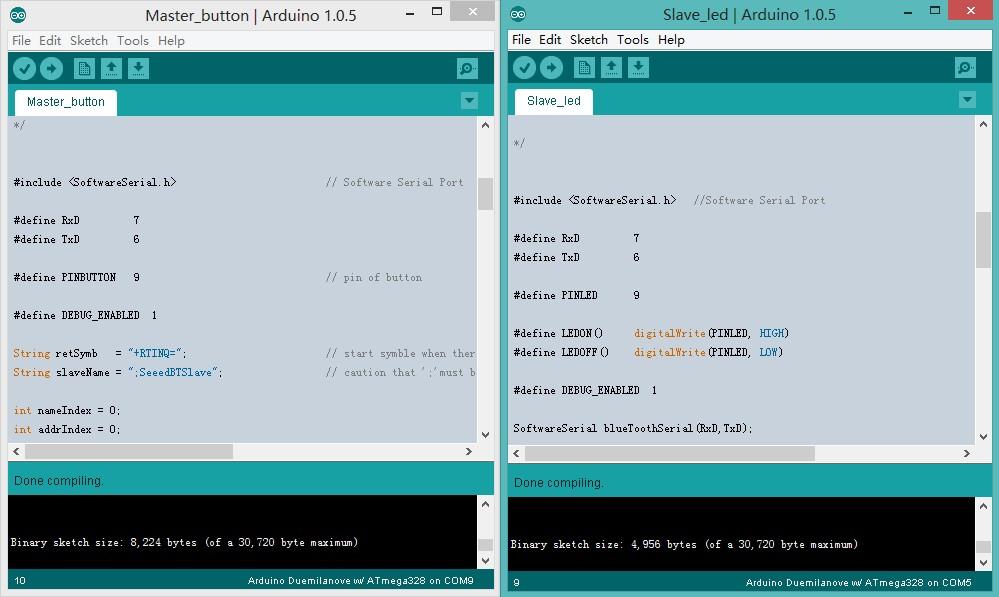 Master_button | Arduino 1.0.5
File Edit Sketch Tools Help
Master_button
*/
#include <SoftwareSerial.h> // Software Serial Port
#define RxD 7
#define TxD 6
#define PINBUTTON 9 // pin of button
#define DEBUG_ENABLED 1
String retSymb = "+RTINQ="; // start symble when ther
String slaveName = ";SeeedBTSlave"; // caution that ';'must b
int nameIndex = 0;
int addrIndex = 0;
Done compiling.
Binary sketch size: 8,224 bytes (of a 30,720 byte maximum)
10 Arduino Duemilanove w/ ATmega328 on COM9
Slave_led | Arduino 1.0.5
File Edit Sketch Tools Help
Slave_led
*/
#include <SoftwareSerial.h> //Software Serial Port
#define RxD 7
#define TxD 6
#define PINLED 9
#define LEDON() digitalWrite(PINLED, HIGH)
#define LEDOFF() digitalWrite(PINLED, LOW)
#define DEBUG_ENABLED 1
SoftwareSerial blueToothSerial(RxD,TxD);
Done compiling.
Binary sketch size: 4,956 bytes (of a 30,720 byte maximum)
9 Arduino Duemilanove w/ ATmega328 on COM5